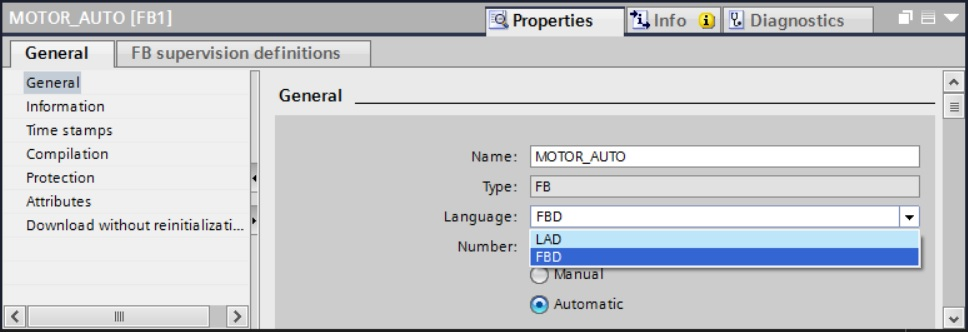 MOTOR_AUTO [FB1]
Properties
Info
Diagnostics
General
FB supervision definitions
General
Information
Time stamps
Compilation
Protection
Attributes
Download without reinitializati...
General
Name: MOTOR_AUTO
Type: FB
Language: FBD
LAD
FBD
Number:
Manual
Automatic